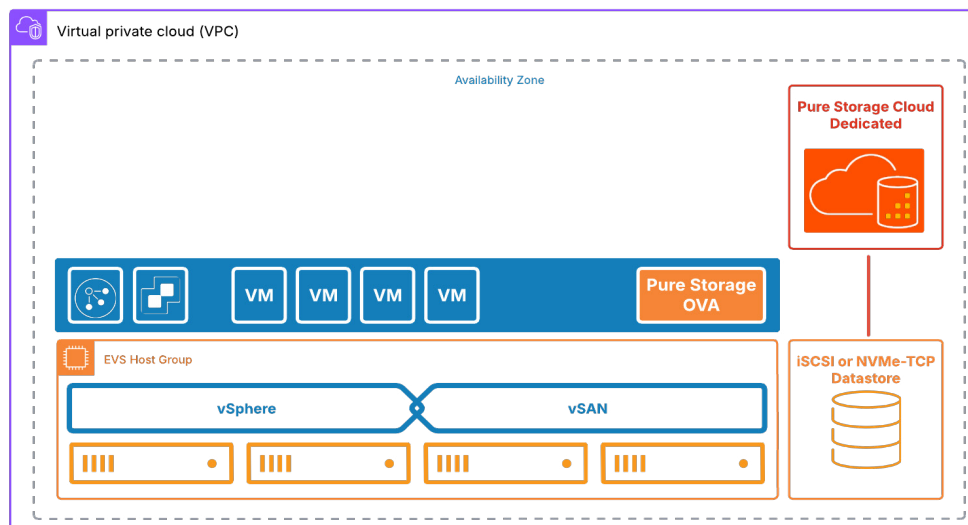 Virtual private cloud (VPC)
Availability Zone
Pure Storage Cloud
Dedicated
VM
VM
VM
VM
Pure Storage
OVA
EVS Host Group
vSphere
vSAN
iSCSI or NVMe-TCP
Datastore